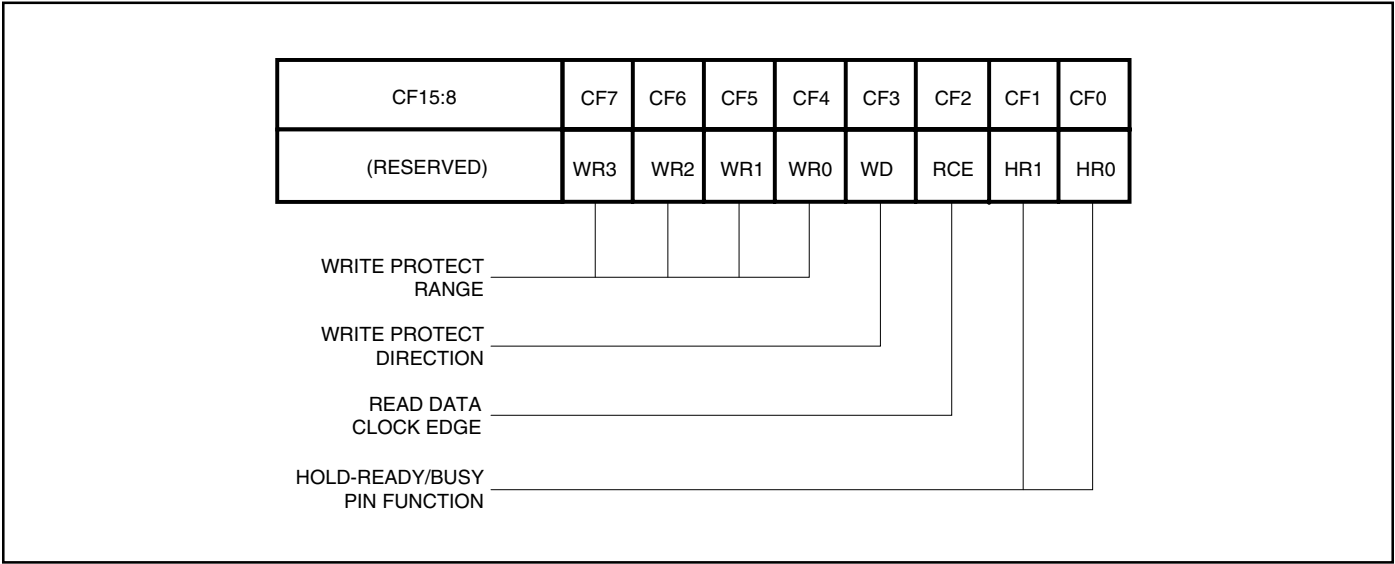 CF15:8 CF7 CF6 CF5 CF4 CF3 CF2 CF1 CF0
(RESERVED) WR3 WR2 WR1 WR0 WD RCE HR1 HR0
WRITE PROTECT
RANGE
WRITE PROTECT
DIRECTION
READ DATA
CLOCK EDGE
HOLD-READY/BUSY
PIN FUNCTION